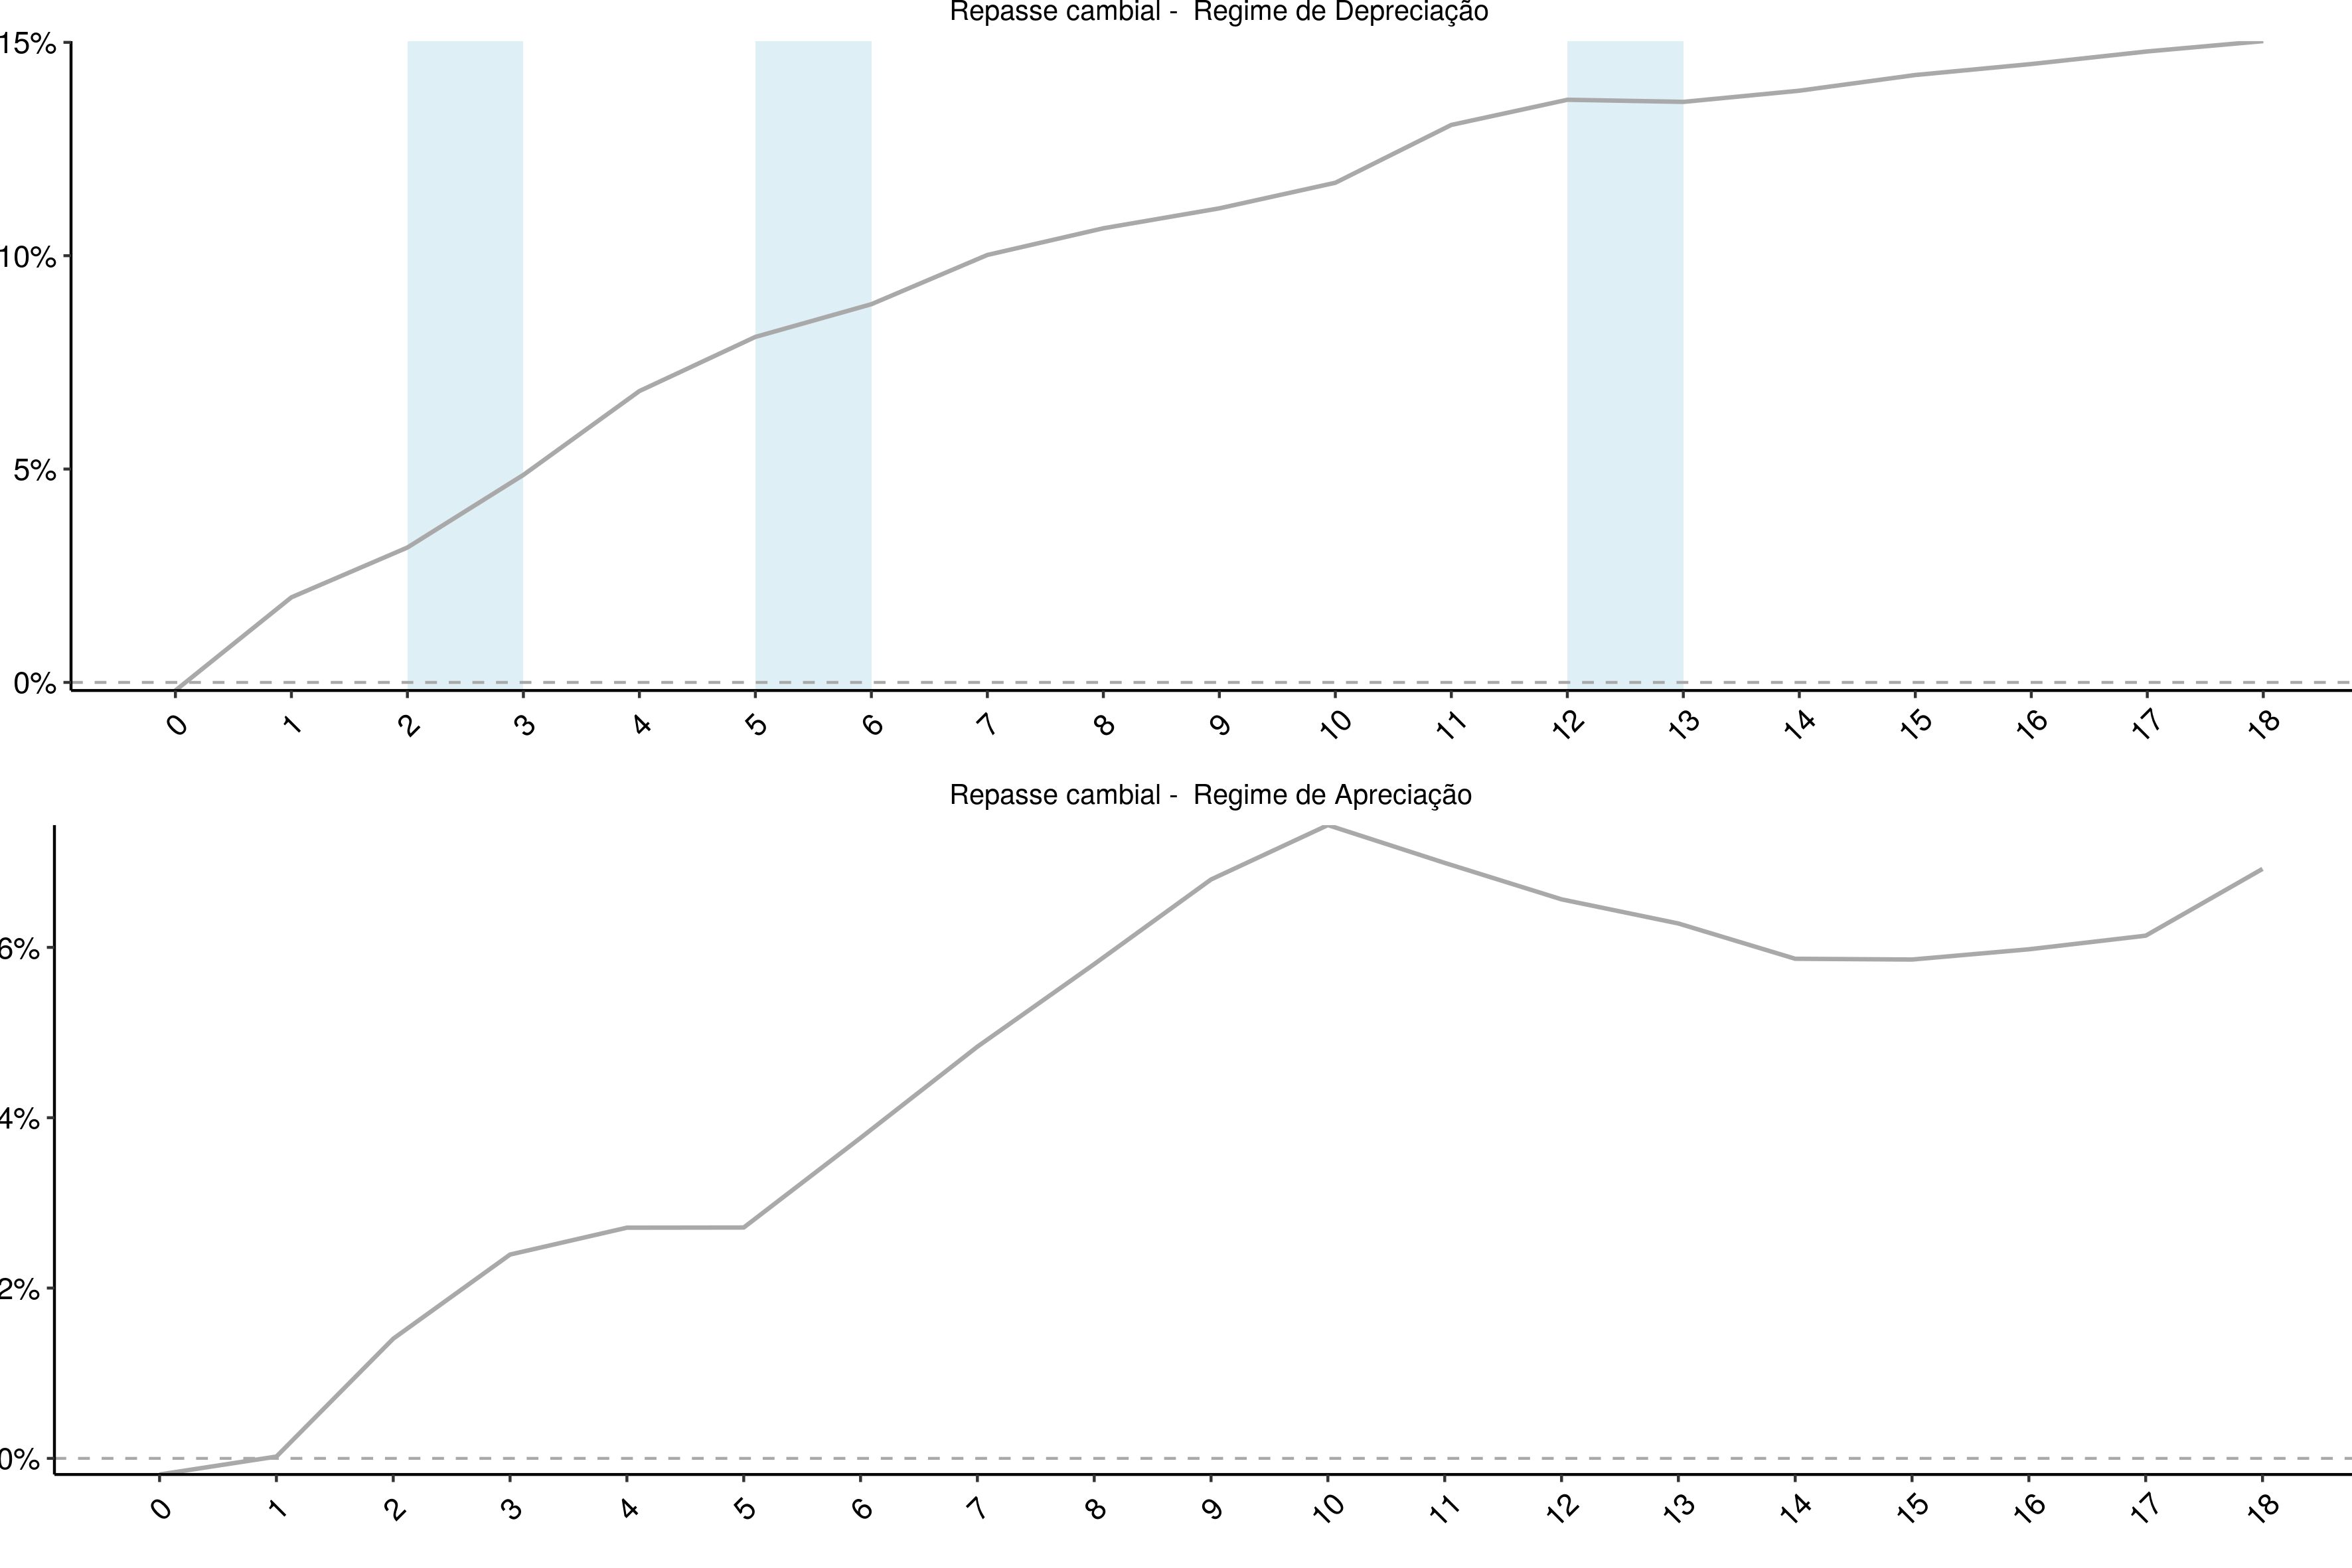 Repasse cambial -  Regime de Depreciação
15%
10%
5%
0%
0 1 2 3 4 5 6 7 8 9 10 11 12 13 14 15 16 17 18
Repasse cambial -  Regime de Apreciação
6%
4%
2%
0%
0 1 2 3 4 5 6 7 8 9 10 11 12 13 14 15 16 17 18